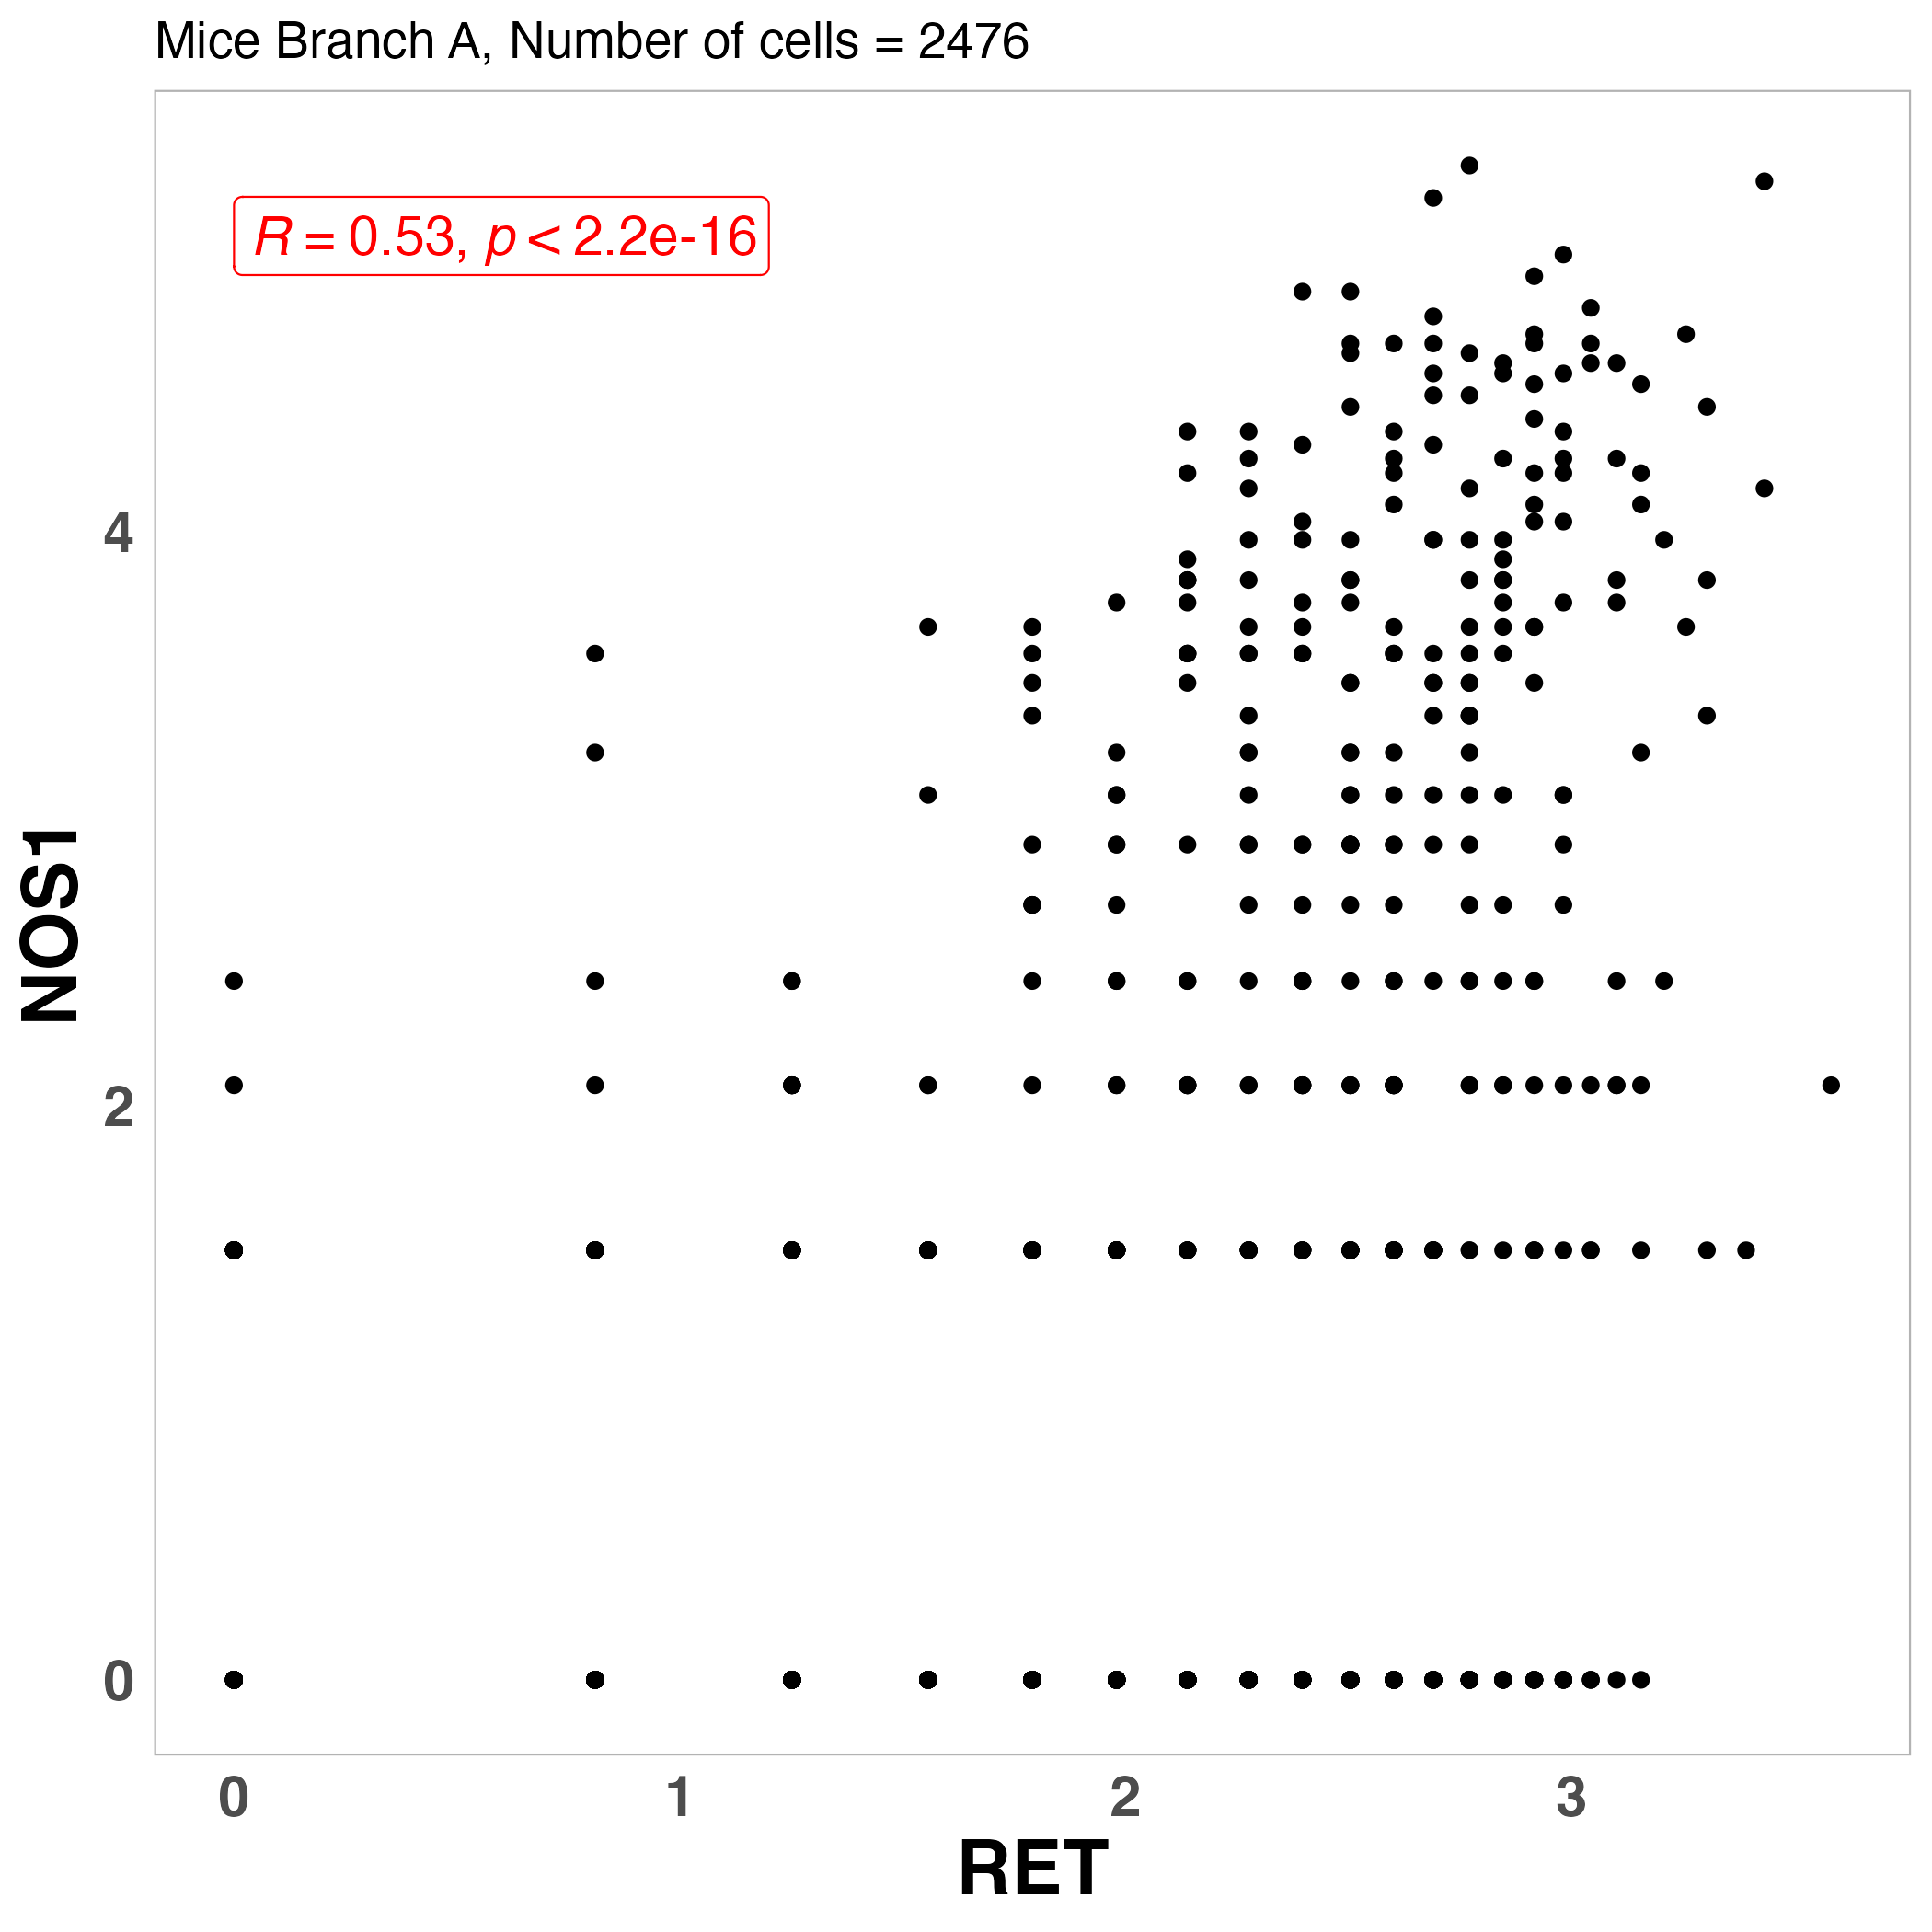 Mice Branch A, Number of cells = 2476
R = 0.53, p < 2.2e-16
4
2
0
NOS1
0 1 2 3
RET